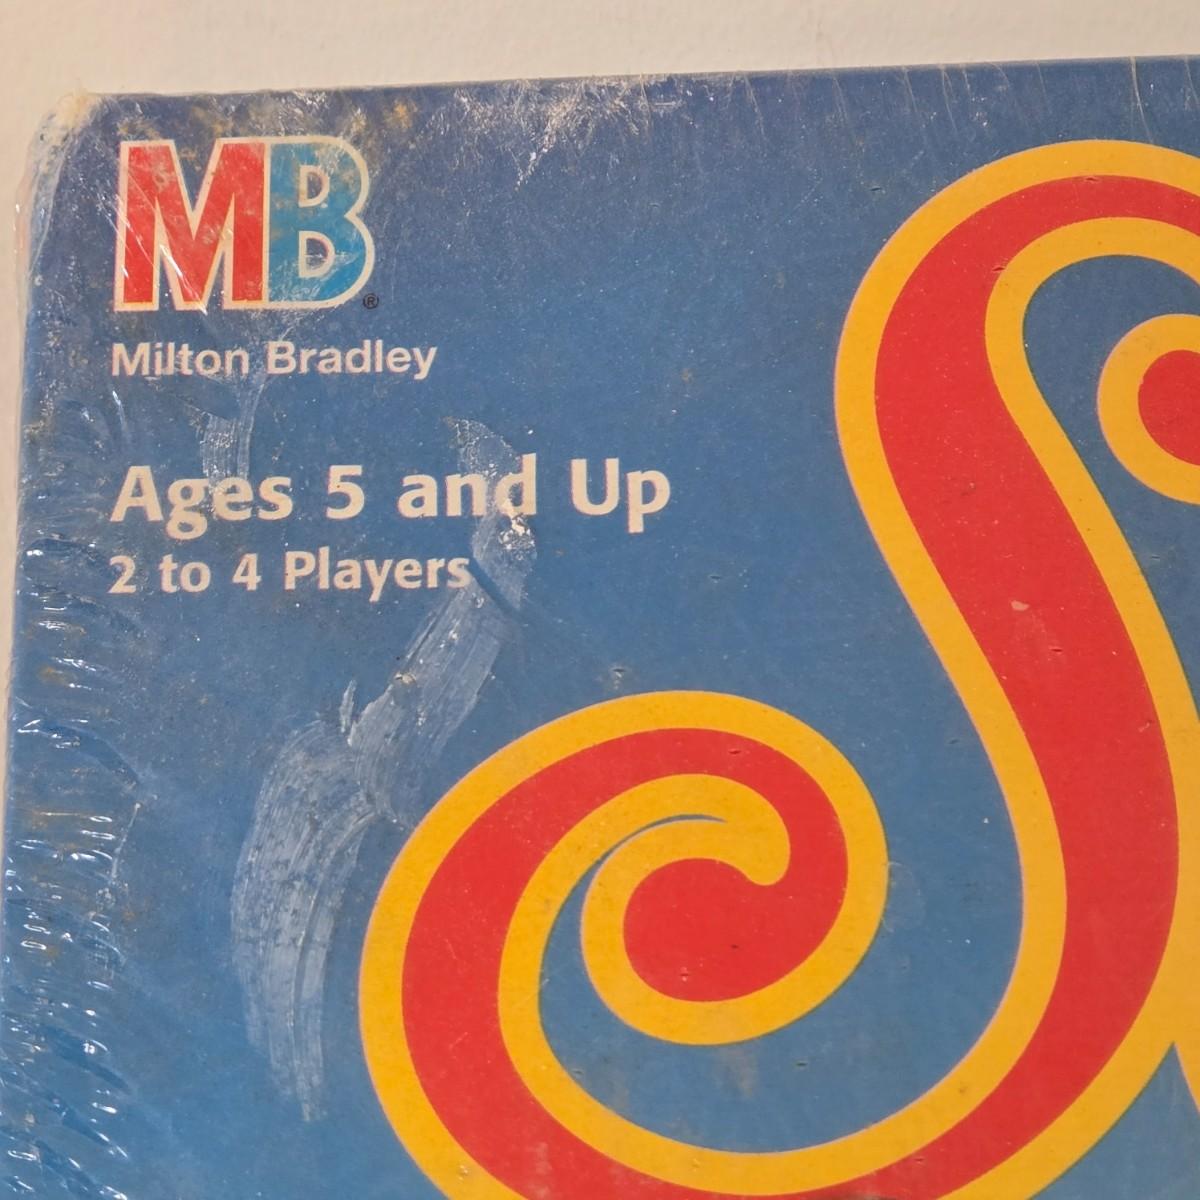 MB®
Milton Bradley
Ages 5 and Up
2 to 4 Players
S